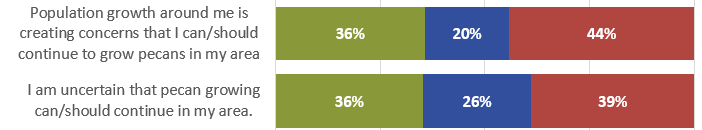 Population growth around me is
creating concerns that I can/should
continue to grow pecans in my area
36% 20% 44%
I am uncertain that pecan growing
can/should continue in my area.
36% 26% 39%